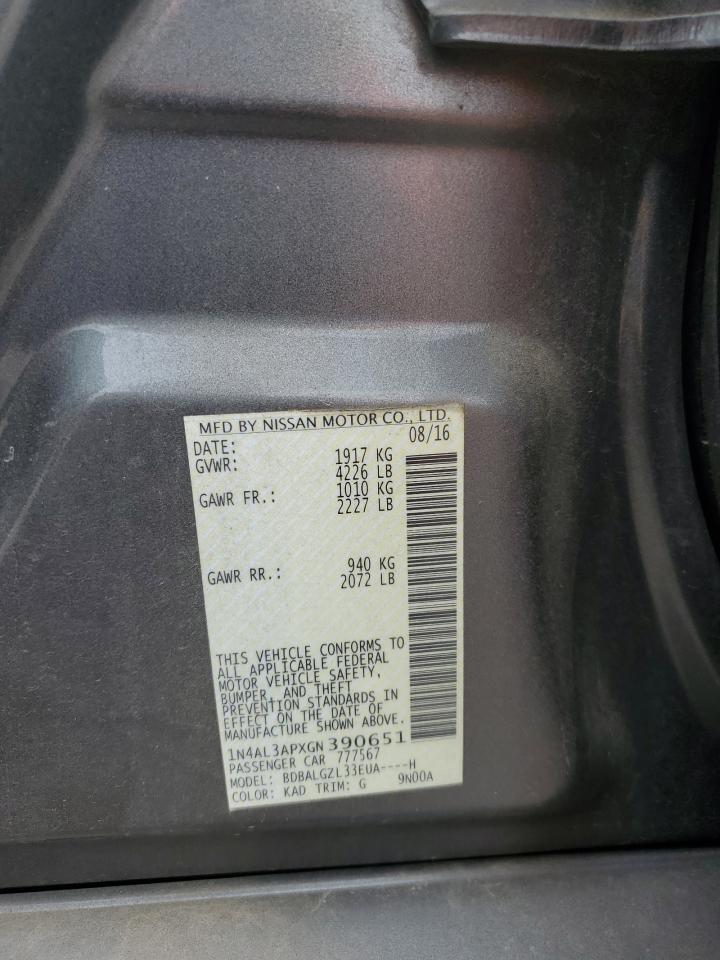 MFD BY NISSAN MOTOR CO., LTD.
DATE: 08/16
GVWR: 1917 KG
4226 LB
GAWR FR.: 1010 KG
2227 LB
GAWR RR.: 940 KG
2072 LB
THIS VEHICLE CONFORMS TO
ALL APPLICABLE FEDERAL
MOTOR VEHICLE SAFETY,
BUMPER, AND THEFT
PREVENTION STANDARDS IN
EFFECT ON THE DATE OF
MANUFACTURE SHOWN ABOVE.
1N4AL3APXGN390651
PASSENGER CAR 777567
MODEL: BDBALGZL33EUA----H
COLOR: KAD TRIM: G 9N00A